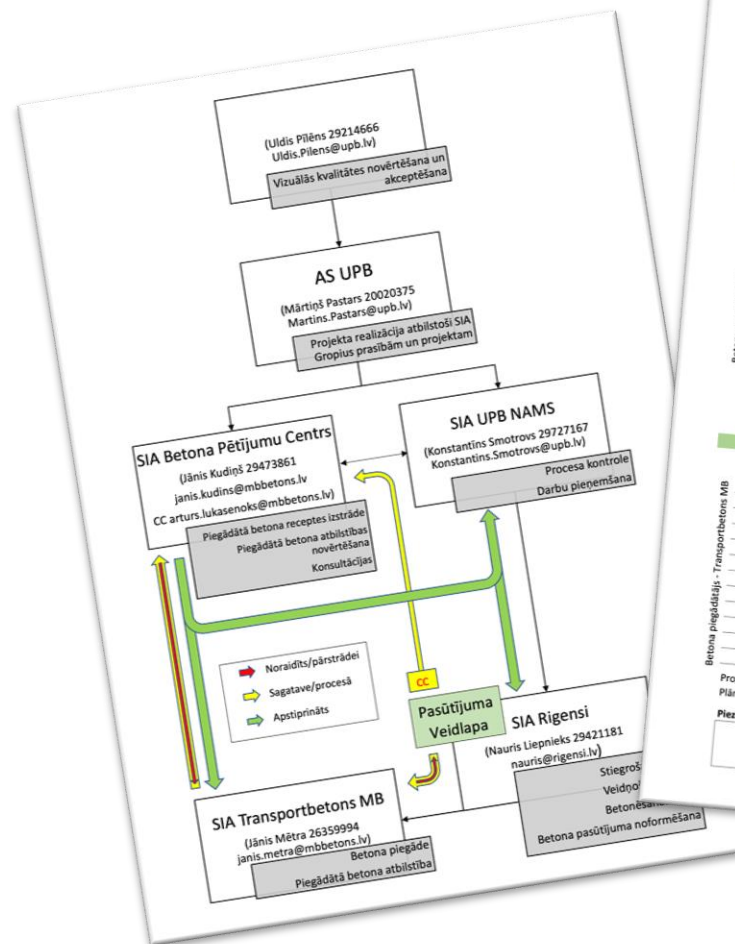 (Uldis Pīlēns 29214666
Uldis.Pilens@upb.lv)
Vizuālās kvalitātes novērtēšana un
akceptēšana
AS UPB
(Mārtiņš Pastars 20020375
Martins.Pastars@upb.lv)
Projekta realizācija atbilstoši SIA
Gropius prasībām un projektam
SIA Betona Pētījumu Centrs
(Jānis Kudiņš 29473861
janis.kudins@mbbetons.lv
CC arturs.lukasenoks@mbbetons.lv)
Piegādātā betona receptes izstrāde
Piegādātā betona atbilstības
novērtēšana
Konsultācijas
SIA UPB NAMS
(Konstantīns Smotrovs 29727167
Konstantins.Smotrovs@upb.lv)
Procesa kontrole
Darbu pieņemšana
Noraidīts/pārstrādei
Sagatave/procesā
Apstiprināts
CC
Pasūtījuma
Veidlapa
SIA Rigensi
(Nauris Liepnieks 29421181
nauris@rigensi.lv)
Betona pasūtījuma noformēšana
SIA Transportbetons MB
(Jānis Mētra 26359994
janis.metra@mbbetons.lv)
Betona piegāde
Piegādātā betona atbilstība
Betona piegādātājs - Transportbetons MB